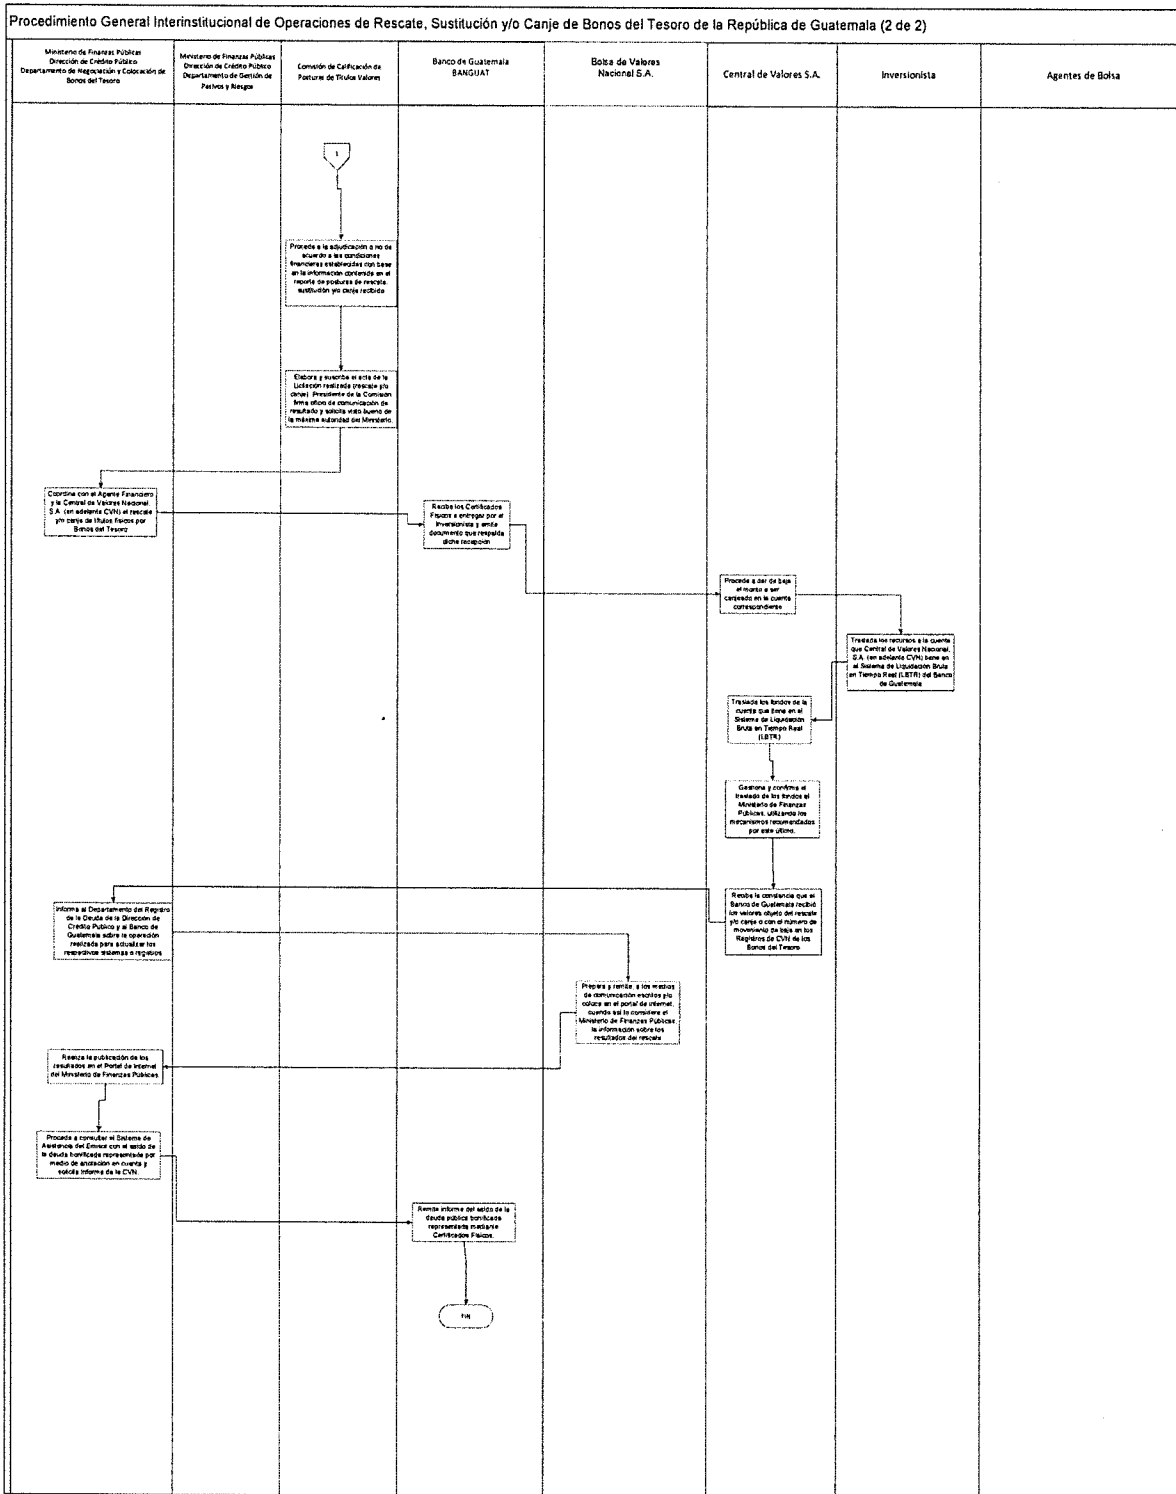 Procedimiento General Interinstitucional de Operaciones de Rescate, Sustitución y/o Canje de Bonos del Tesoro de la República de Guatemala (2 de 2)
Ministerio de Finanzas Públicas
Dirección de Crédito Público
Departamento de Negociación y Colocación de
Bonos del Tesoro
Ministerio de Finanzas Públicas
Dirección de Crédito Público
Departamento de Gestión de
Pasivos y Riesgos
Comisión de Calificación de
Posturas de Títulos Valores
Banco de Guatemala
BANGUAT
Bolsa de Valores
Nacional S.A.
Central de Valores S.A.
Inversionista
Agentes de Bolsa
1
Procede a la adjudicación o no de
acuerdo a las condiciones
financieras establecidas con base
en la información contenida en el
reporte de posturas de rescate,
sustitución y/o canje recibido
Elabora y suscribe el acta de la
Licitación realizada (rescate y/o
canje). Presidente de la Comisión
firma oficio de comunicación de
resultado y solicita visto bueno de
la máxima autoridad del Ministerio.
Coordina con el Agente Financiero
y la Central de Valores Nacional,
S.A. (en adelante CVN) el rescate
y/o canje de títulos físicos por
Bonos del Tesoro
Recibe los Certificados
Físicos a entregar por el
Inversionista y emite
documento que respalda
dicha recepción
Procede a dar de baja
el monto a ser
canjeado en la cuenta
correspondiente
Traslada los recursos a la cuenta
que Central de Valores Nacional,
S.A. (en adelante CVN) tiene en
el Sistema de Liquidación Bruta
en Tiempo Real (LBTR) del Banco
de Guatemala
Traslada los fondos de la
cuenta que tiene en el
Sistema de Liquidación
Bruta en Tiempo Real
(LBTR)
Gestiona y confirma el
traslado de los fondos al
Ministerio de Finanzas
Públicas, utilizando los
mecanismos recomendados
por este último.
Recibe la constancia que el
Banco de Guatemala recibió
los valores objeto del rescate
y/o canje o con el número de
movimiento de baja en los
Registros de CVN de los
Bonos del Tesoro
Informa al Departamento del Registro
de la Deuda de la Dirección de
Crédito Público y al Banco de
Guatemala sobre la operación
realizada para actualizar los
respectivos sistemas o registros
Prepara y remite, a los medios
de comunicación escritos y/o
coloca en el portal de internet,
cuando así lo considere el
Ministerio de Finanzas Públicas,
la información sobre los
resultados del rescate
Realiza la publicación de los
resultados en el Portal de Internet
del Ministerio de Finanzas Públicas.
Procede a consultar el Sistema de
Asistencia del Emisor con el saldo de
la deuda bonificada representada por
medio de anotación en cuenta y
solicita informe de la CVN.
Remite informe del saldo de la
deuda pública bonificada
representada mediante
Certificados Físicos.
FIN